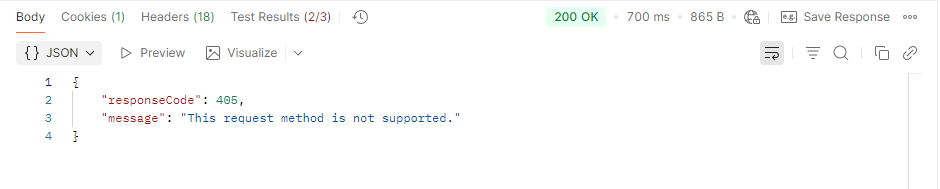 Body Cookies (1) Headers (18) Test Results (2/3) 200 OK • 700 ms • 865 B e.g. Save Response
{} JSON Preview Visualize
1 {
2 "responseCode": 405,
3 "message": "This request method is not supported."
4 }